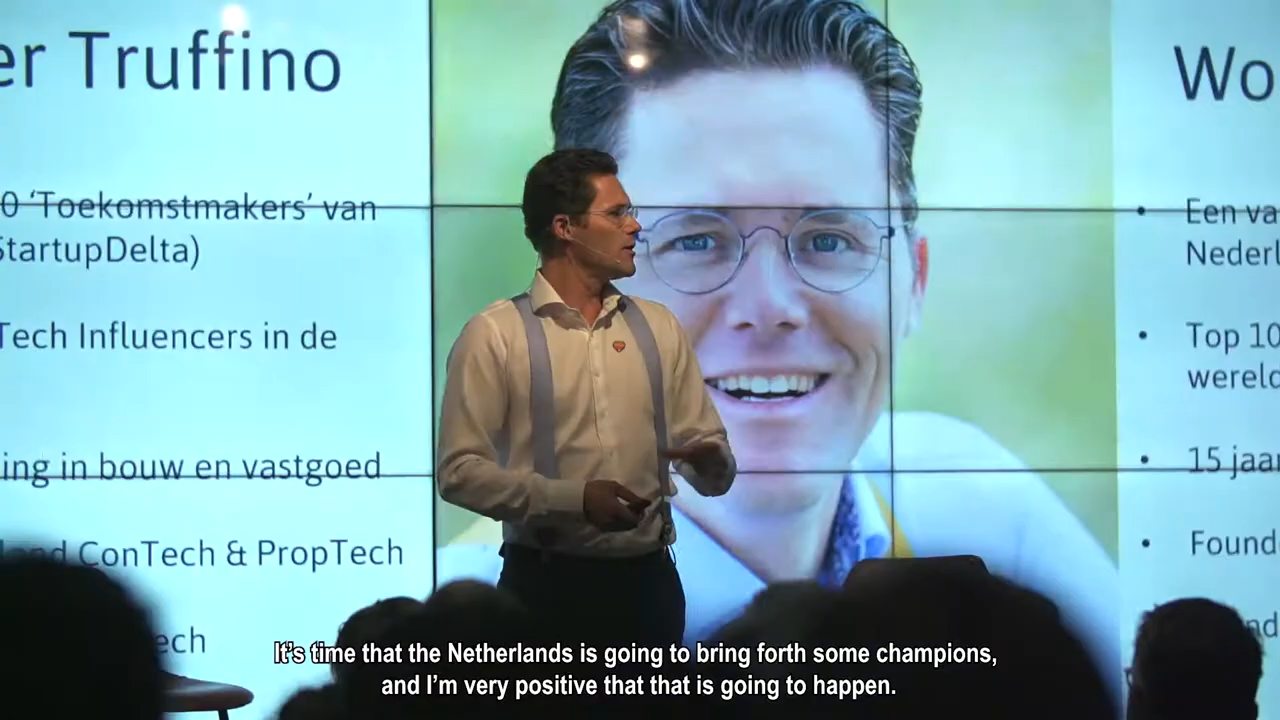 er Truffino
0 ‘Toekomstmakers’ van
StartupDelta)
Tech Influencers in de
ing in bouw en vastgoed
land ConTech & PropTech
ech
Wo
• Een va
Nederl
• Top 10
wereld
• 15 jaar
• Found
nd
It's time that the Netherlands is going to bring forth some champions,
and I'm very positive that that is going to happen.